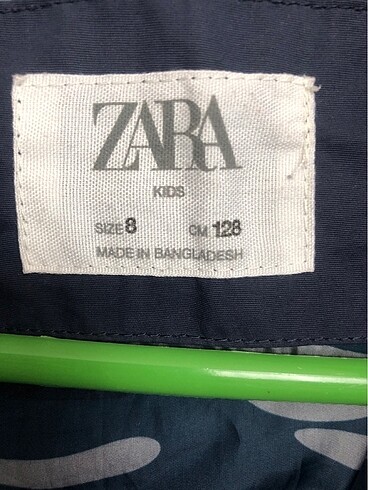 ZARA
KIDS
SIZE 8 CM 128
MADE IN BANGLADESH